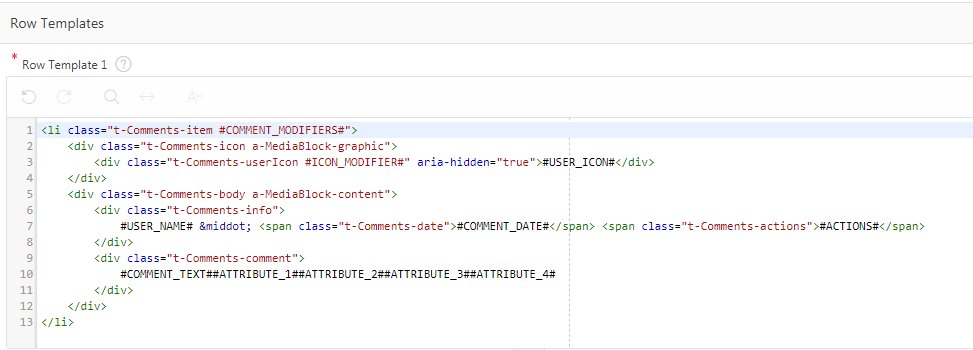 Row Templates
* Row Template 1 ?
A
1 <li class="t-Comments-item #COMMENT_MODIFIERS#">
2     <div class="t-Comments-icon a-MediaBlock-graphic">
3         <div class="t-Comments-userIcon #ICON_MODIFIER#" aria-hidden="true">#USER_ICON#</div>
4     </div>
5     <div class="t-Comments-body a-MediaBlock-content">
6         <div class="t-Comments-info">
7             #USER_NAME# &middot; <span class="t-Comments-date">#COMMENT_DATE#</span> <span class="t-Comments-actions">#ACTIONS#</span>
8         </div>
9         <div class="t-Comments-comment">
10             #COMMENT_TEXT##ATTRIBUTE_1##ATTRIBUTE_2##ATTRIBUTE_3##ATTRIBUTE_4#
11         </div>
12     </div>
13 </li>